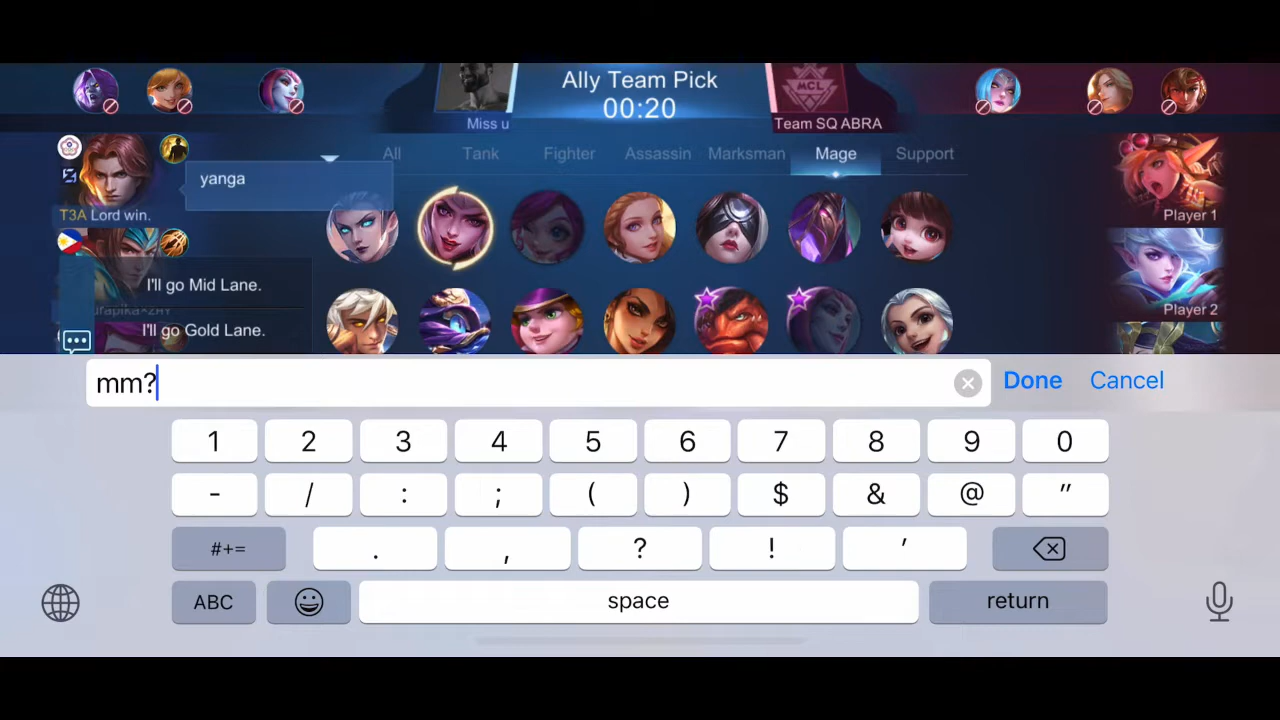 Ally Team Pick
00:20
MCL
Miss u
Team SQ ABRA
All
Tank
Fighter
Assassin
Marksman
Mage
Support
yanga
T3A Lord win.
I'll go Mid Lane.
I'll go Gold Lane.
Player 1
Player 2
mm?
Done
Cancel
1 2 3 4 5 6 7 8 9 0
- / : ; ( ) $ & @ "
#+= . , ? ! '
ABC space return